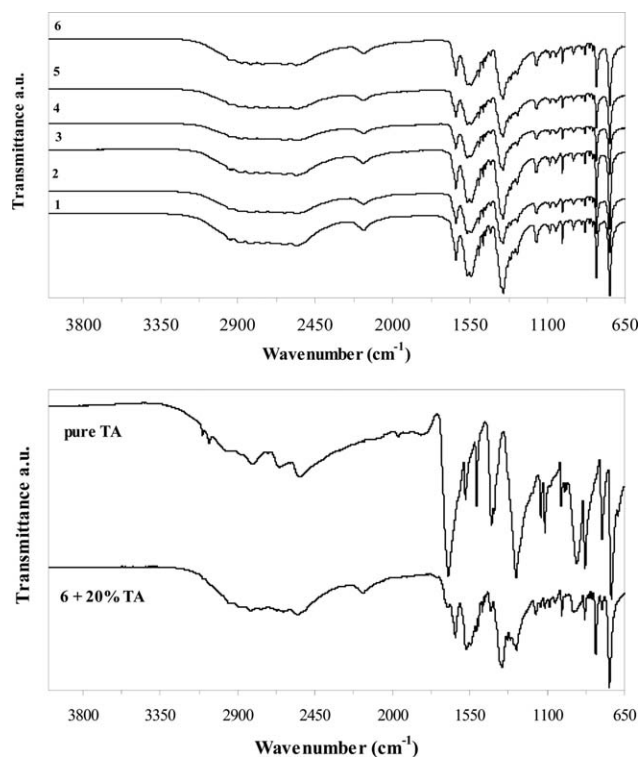 6
5
4
3
2
1
Transmittance a.u.
3800 3350 2900 2450 2000 1550 1100 650
Wavenumber (cm-1)
pure TA
6 + 20% TA
Transmittance a.u.
3800 3350 2900 2450 2000 1550 1100 650
Wavenumber (cm-1)